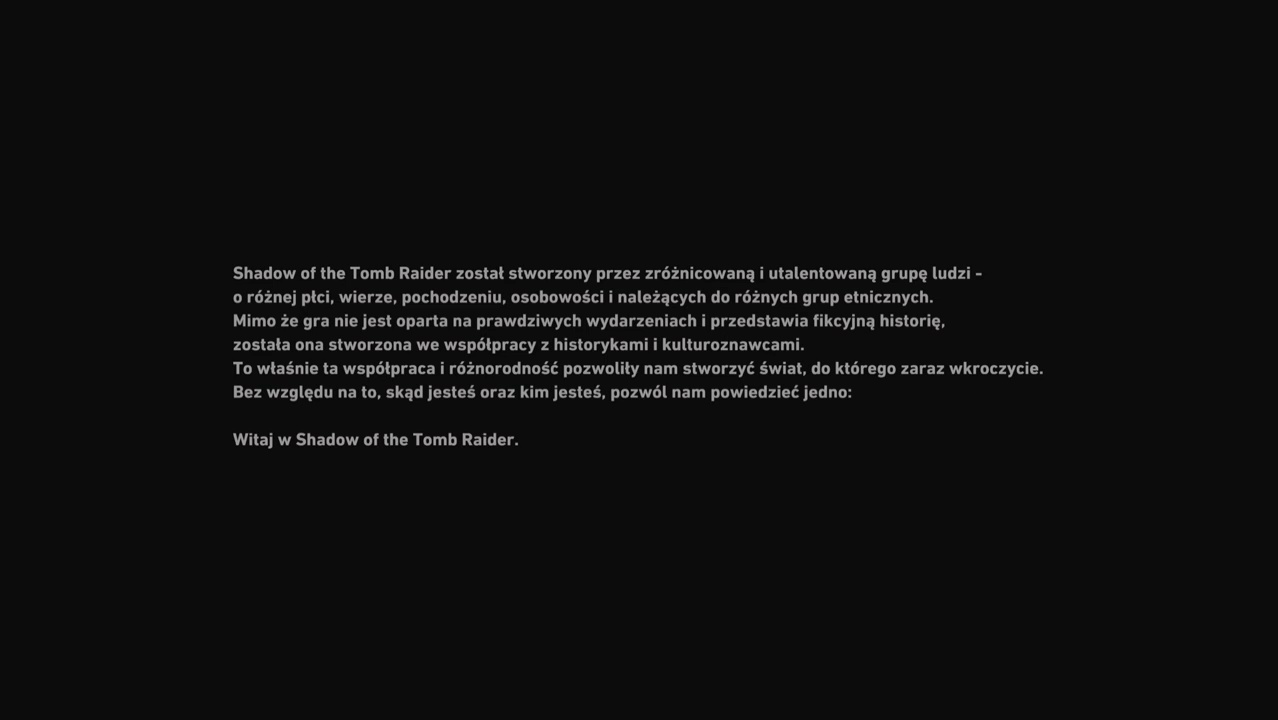 Shadow of the Tomb Raider został stworzony przez zróżnicowaną i utalentowaną grupę ludzi -
o różnej płci, wierze, pochodzeniu, osobowości i należących do różnych grup etnicznych.
Mimo że gra nie jest oparta na prawdziwych wydarzeniach i przedstawia fikcyjną historię,
została ona stworzona we współpracy z historykami i kulturoznawcami.
To właśnie ta współpraca i różnorodność pozwoliły nam stworzyć świat, do którego zaraz wkroczycie.
Bez względu na to, skąd jesteś oraz kim jesteś, pozwól nam powiedzieć jedno:
Witaj w Shadow of the Tomb Raider.